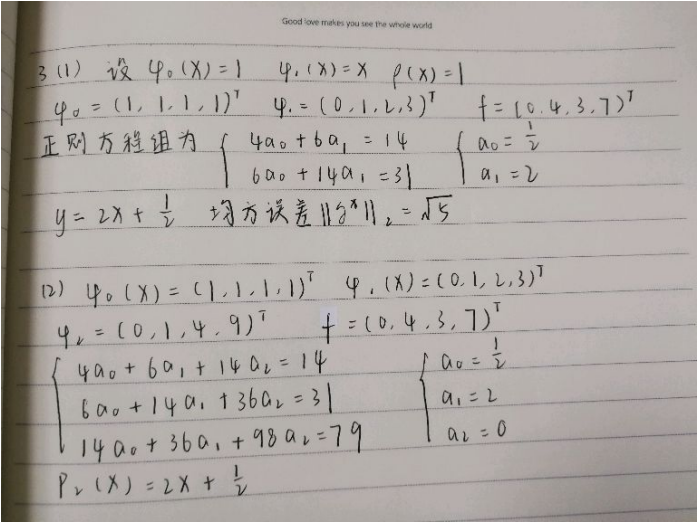 Good love makes you see the whole world
3 (1) 设 φ₀(x)=1 φ₁(x)=x ρ(x)=1
φ₀=(1,1,1,1)ᵀ φ₁=(0,1,2,3)ᵀ f=(0,4,3,7)ᵀ
正则方程组为 { 4a₀+6a₁=14 { a₀=1/2
6a₀+14a₁=31 a₁=2
y=2x+1/2 均方误差||δ*||₂=√5
(2) φ₀(x)=(1,1,1,1)ᵀ φ₁(x)=(0,1,2,3)ᵀ
φ₂=(0,1,4,9)ᵀ f=(0,4,3,7)ᵀ
{ 4a₀+6a₁+14a₂=14 { a₀=1/2
6a₀+14a₁+36a₂=31 a₁=2
14a₀+36a₁+98a₂=79 a₂=0
P₂(x)=2x+1/2